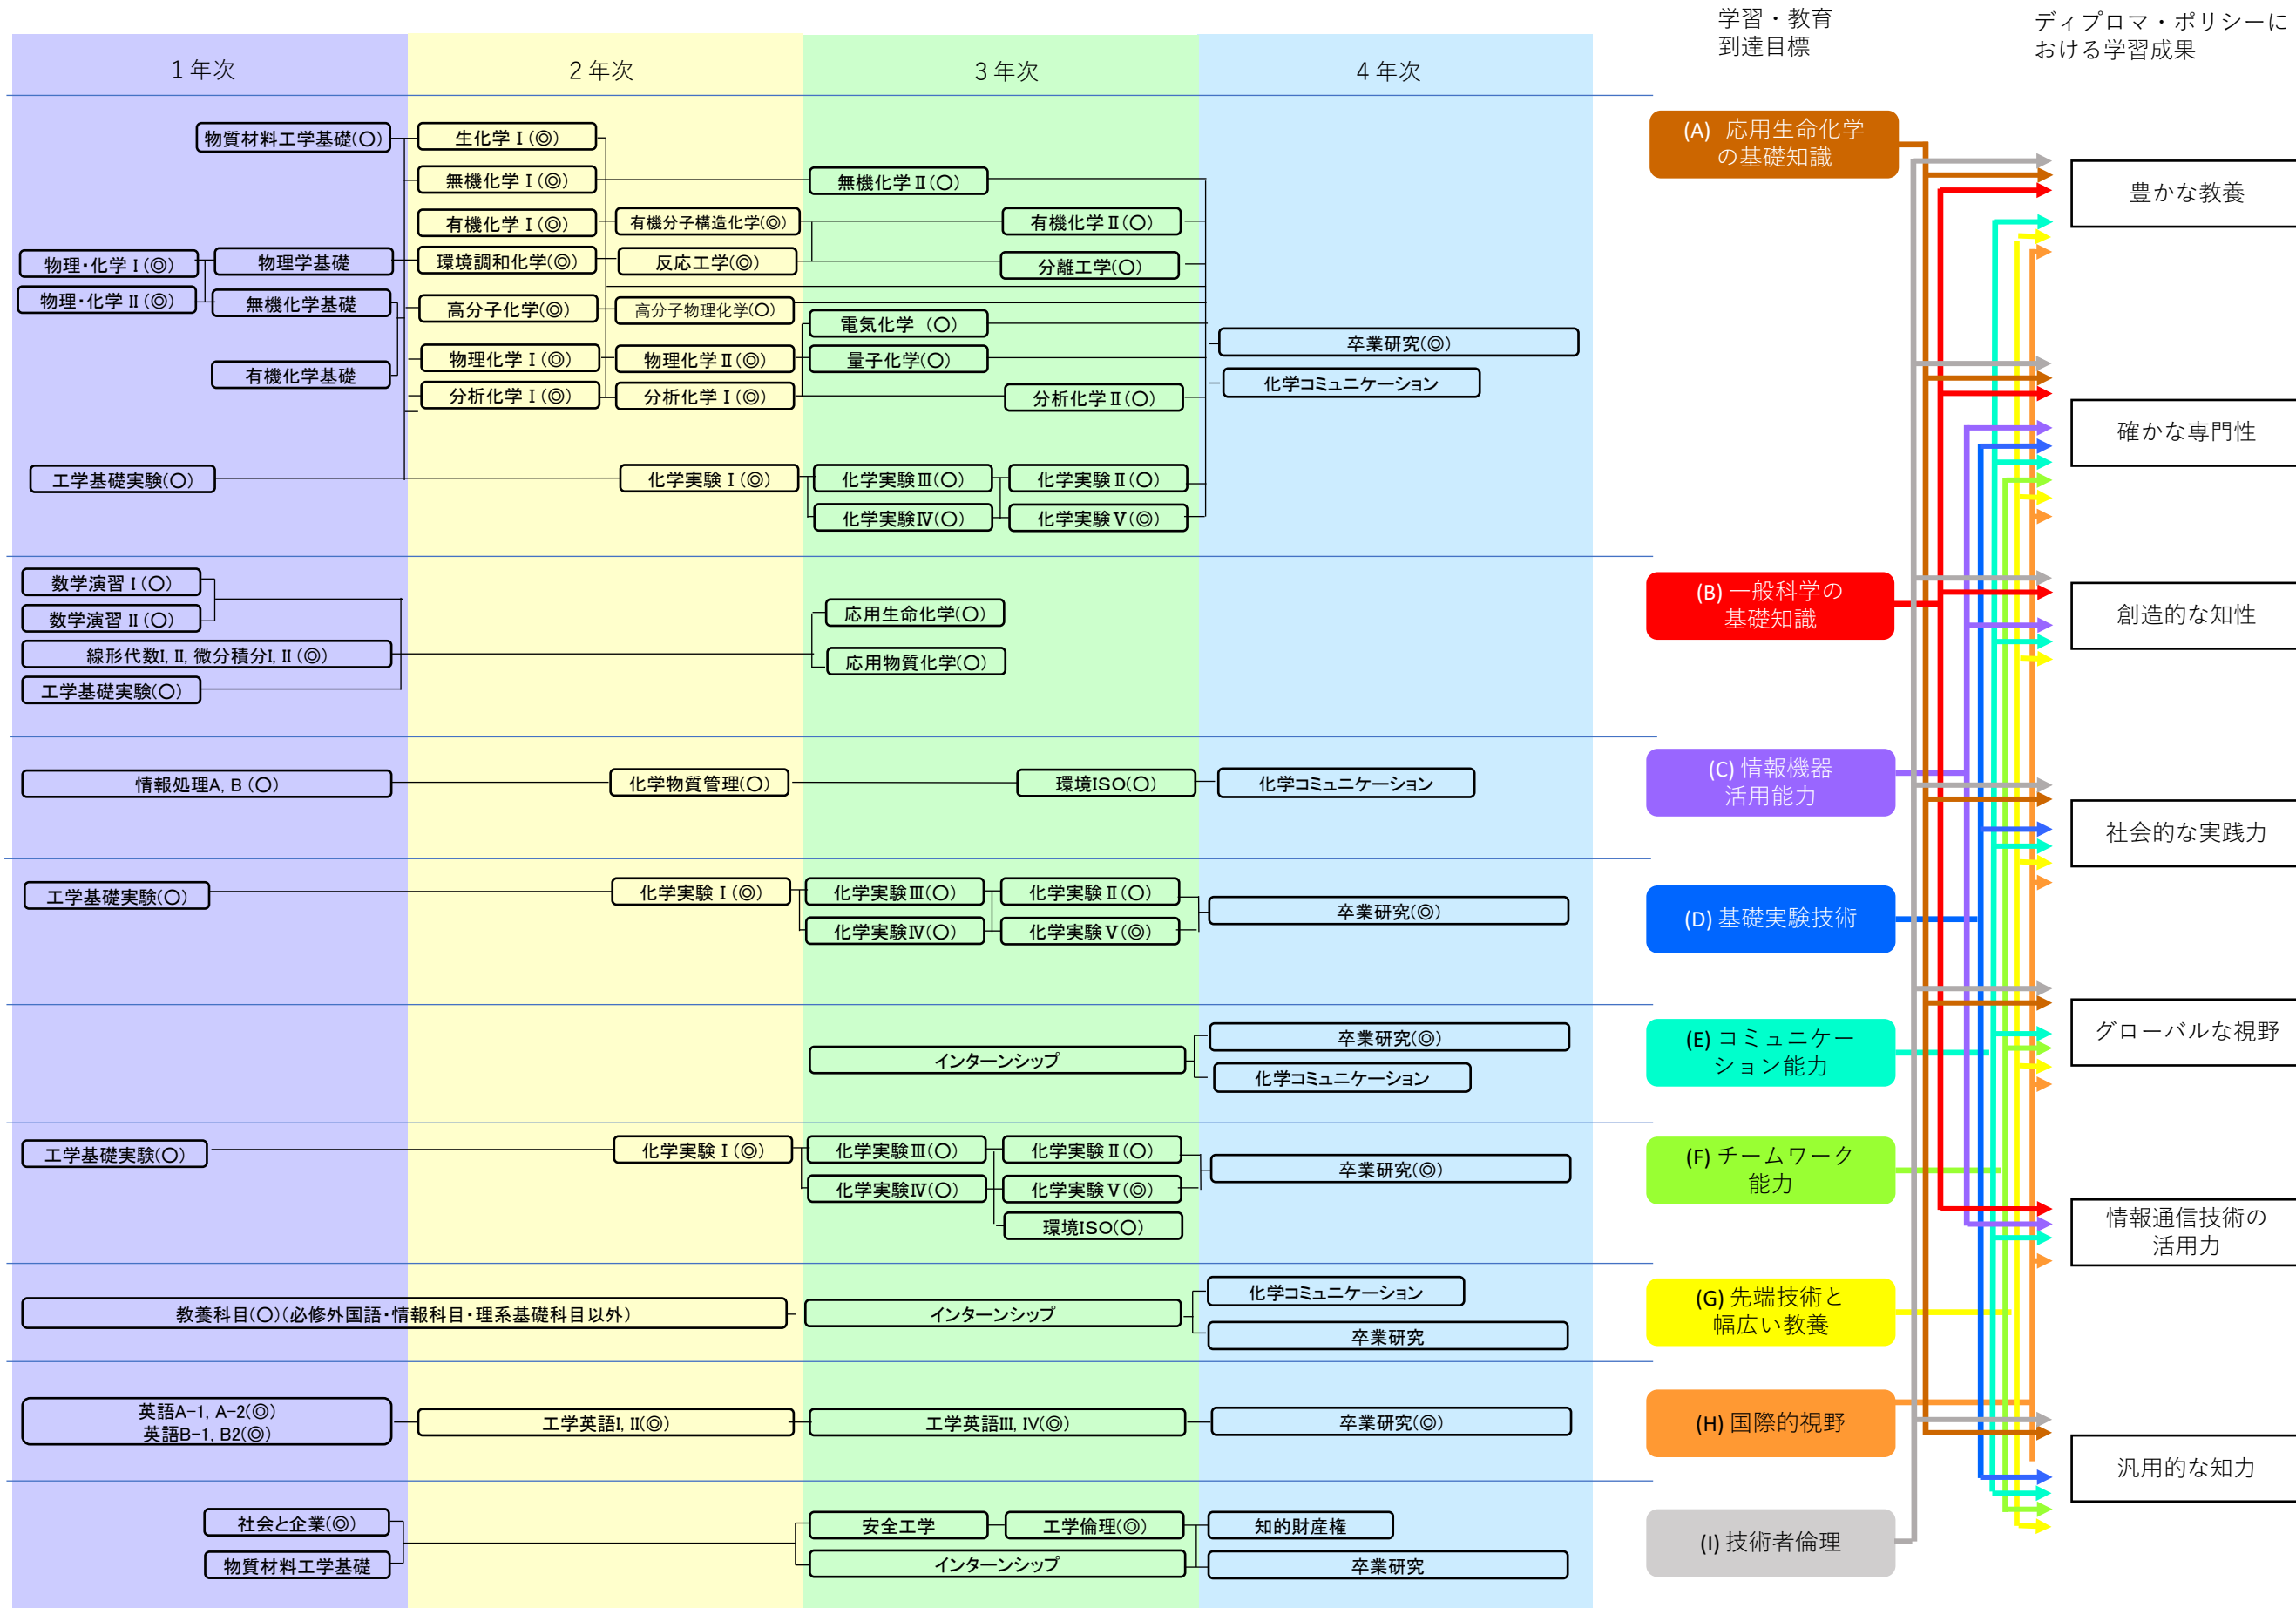 学習・教育
到達目標
ディプロマ・ポリシーに
おける学習成果
1年次
2年次
3年次
4年次
物質材料工学基礎(○)
生化学Ⅰ(◎)
無機化学Ⅰ(◎)
無機化学Ⅱ(○)
有機化学Ⅰ(◎)
有機分子構造化学(◎)
有機化学Ⅱ(○)
物理・化学Ⅰ(◎)
物理学基礎
環境調和化学(◎)
反応工学(◎)
分離工学(○)
物理・化学 II (◎)
無機化学基礎
高分子化学(◎)
高分子物理化学(○)
電気化学 (○)
有機化学基礎
物理化学Ⅰ(◎)
物理化学Ⅱ(◎)
量子化学(○)
卒業研究(◎)
分析化学Ⅰ(◎)
分析化学Ⅰ(◎)
分析化学Ⅱ(○)
化学コミュニケーション
工学基礎実験(○)
化学実験Ⅰ(◎)
化学実験Ⅲ(○)
化学実験Ⅱ(○)
化学実験Ⅳ(○)
化学実験Ⅴ(◎)
(A) 応用生命化学
の基礎知識
豊かな教養
確かな専門性
数学演習Ⅰ(○)
数学演習 II (○)
線形代数I, II, 微分積分I, II (◎)
工学基礎実験(○)
応用生命化学(○)
応用物質化学(○)
(B) 一般科学の
基礎知識
創造的な知性
情報処理A, B (○)
化学物質管理(○)
環境ISO(○)
化学コミュニケーション
(C) 情報機器
活用能力
社会的な実践力
工学基礎実験(○)
化学実験Ⅰ(◎)
化学実験Ⅲ(○)
化学実験Ⅱ(○)
化学実験Ⅳ(○)
化学実験Ⅴ(◎)
卒業研究(◎)
(D) 基礎実験技術
インターンシップ
卒業研究(◎)
化学コミュニケーション
(E) コミュニケー
ション能力
グローバルな視野
工学基礎実験(○)
化学実験Ⅰ(◎)
化学実験Ⅲ(○)
化学実験Ⅱ(○)
化学実験Ⅳ(○)
化学実験Ⅴ(◎)
環境ISO(○)
卒業研究(◎)
(F) チームワーク
能力
情報通信技術の
活用力
教養科目(○)(必修外国語・情報科目・理系基礎科目以外)
インターンシップ
化学コミュニケーション
卒業研究
(G) 先端技術と
幅広い教養
英語A-1, A-2(◎)
英語B-1, B2(◎)
工学英語I, II(◎)
工学英語III, IV(◎)
卒業研究(◎)
(H) 国際的視野
汎用的な知力
社会と企業(◎)
物質材料工学基礎
安全工学
工学倫理(◎)
インターンシップ
知的財産権
卒業研究
(I) 技術者倫理